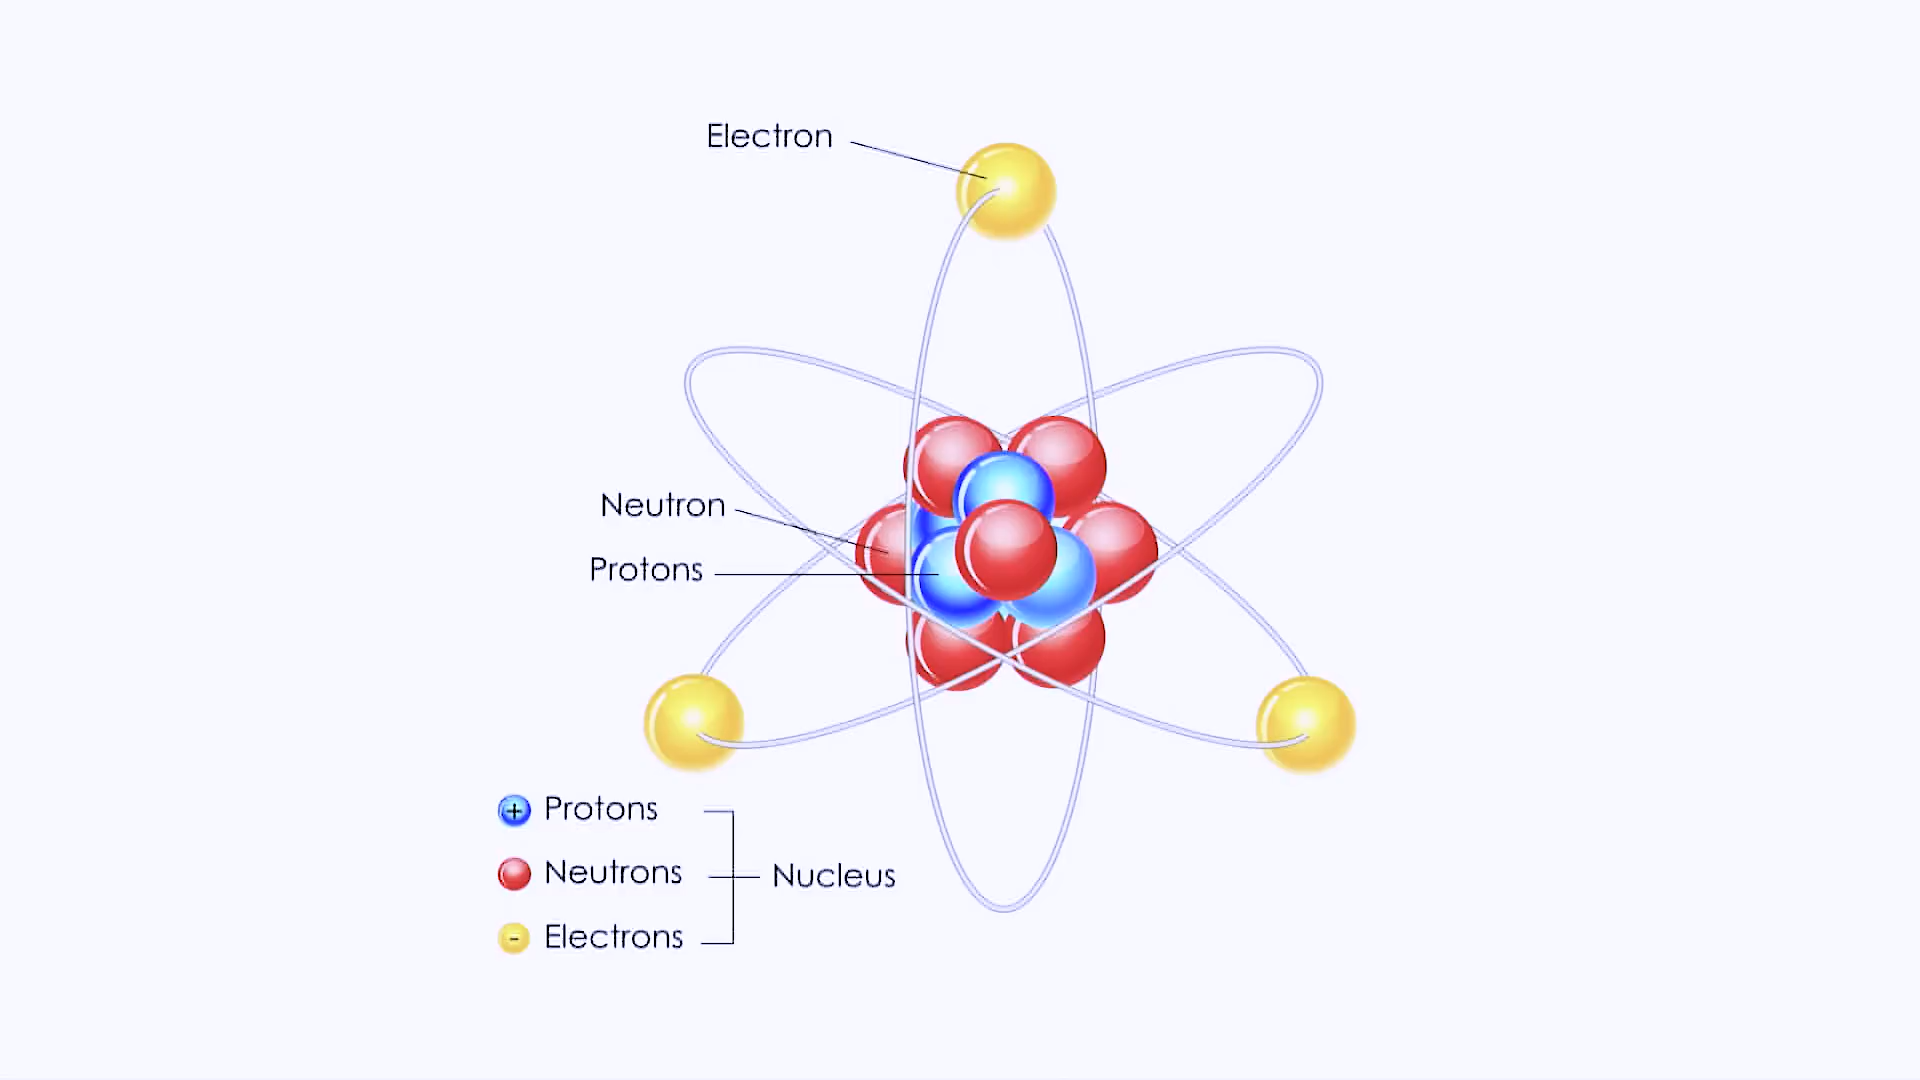 Electron
Neutron
Protons
+ Protons
Neutrons
Nucleus
- Electrons